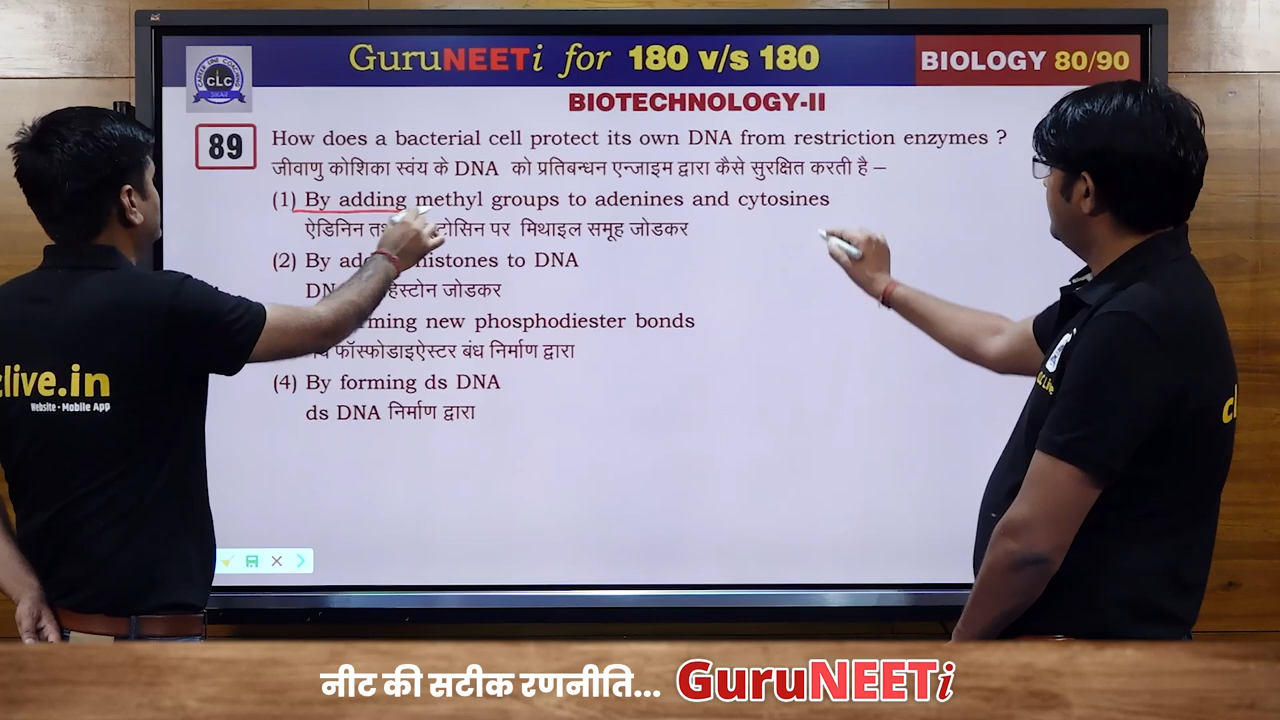 GuruNEETi for 180 v/s 180
BIOLOGY 80/90
CLC
SIKAR
BIOTECHNOLOGY-II
89
How does a bacterial cell protect its own DNA from restriction enzymes ?
जीवाणु कोशिका स्वंय के DNA को प्रतिबन्धन एन्जाइम द्वारा कैसे सुरक्षित करती है –
(1) By adding methyl groups to adenines and cytosines
ऐडिनिन पर मिथाइल समूह जोडकर
(2) By histones to DNA
जोडकर
new phosphodiester bonds
फॉस्फोडाइऐस्टर बंध निर्माण द्वारा
(4) By forming ds DNA
ds DNA निर्माण द्वारा
clive.in
Website - Mobile App
नीट की सटीक रणनीति... GuruNEETi